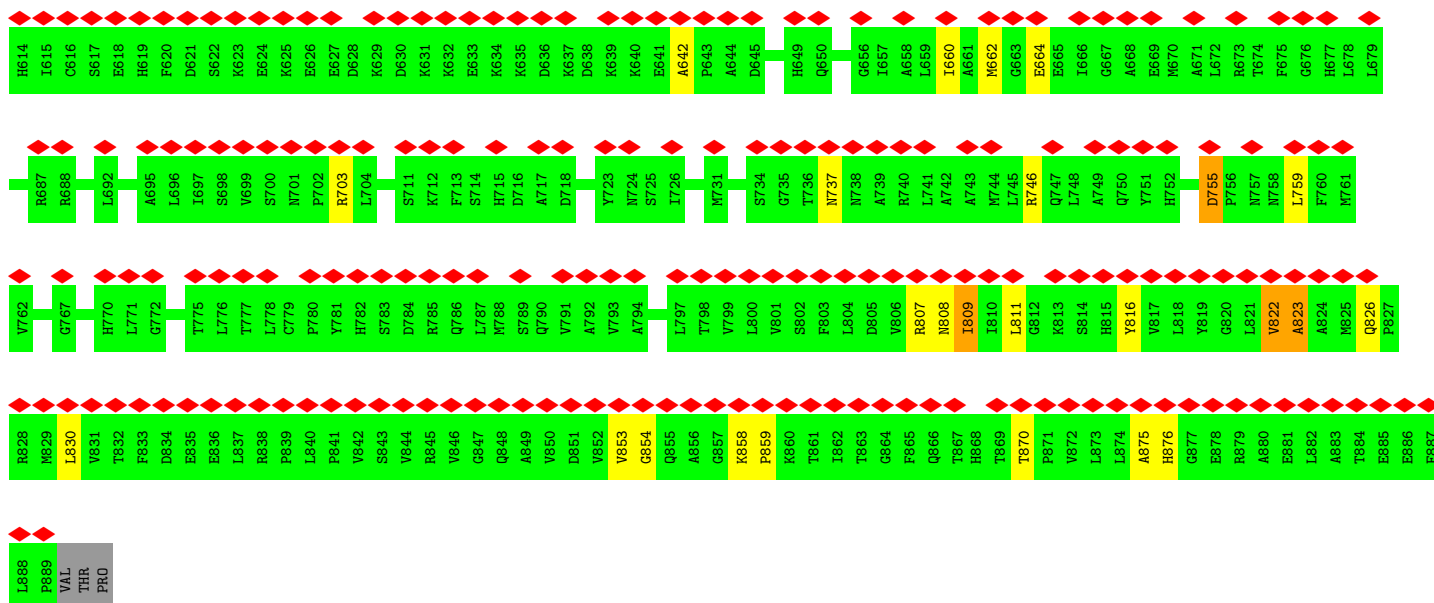 H614 I615 C616 S617 E618 H619 F620 D621 S622 K623 E624 K625 E626 E627 D628 K629 D630 K631 K632 E633 K634 K635 D636 K637 D638 K639 K640 E641 A642 P643 A644 D645 H649 Q650 G656 I657 A658 L659 I660 A661 M662 G663 E664 E665 I666 G667 A668 E669 M670 A671 L672 R673 T674 F675 G676 H677 L678 L679
R687 R688 L692 A695 L696 I697 S698 V699 S700 N701 P702 R703 L704 S711 K712 F713 S714 H715 D716 A717 D718 Y723 N724 S725 I726 M731 S734 G735 T736 N737 N738 A739 R740 L741 A742 A743 M744 L745 R746 Q747 L748 A749 Q750 Y751 H752 D755 P756 N757 N758 L759 F760 M761
V762 G767 H770 L771 G772 T775 L776 T777 L778 C779 P780 Y781 H782 S783 D784 R785 Q786 L787 M788 S789 Q790 V791 A792 V793 A794 L797 T798 V799 L800 V801 S802 F803 L804 D805 V806 R807 N808 I809 I810 L811 G812 K813 S814 H815 Y816 V817 L818 Y819 G820 L821 V822 A823 A824 M825 Q826 P827
R828 M829 L830 V831 T832 F833 D834 E835 E836 L837 R838 P839 L840 P841 V842 S843 V844 R845 V846 G847 Q848 A849 V850 D851 V852 V853 G854 Q855 A856 G857 K858 P859 K860 T861 I862 T863 G864 F865 Q866 T867 H868 T869 T870 P871 V872 L873 L874 A875 H876 G877 E878 R879 A880 E881 L882 A883 T884 E885 E886 F887
L888 P889 VAL THR PRO